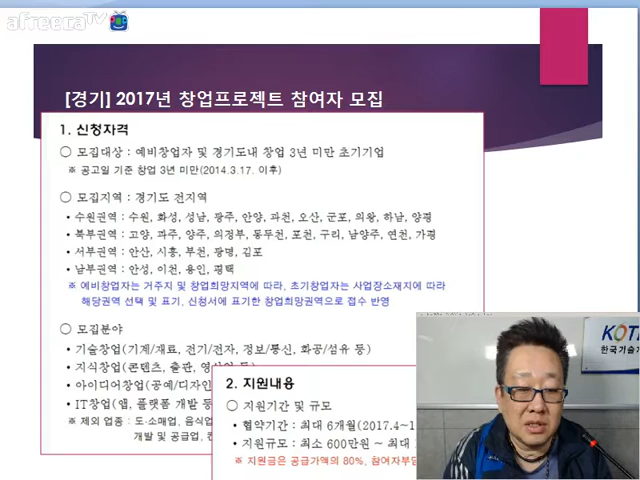 afreecaTV
[경기] 2017년 창업프로젝트 참여자 모집
1. 신청자격
○ 모집대상 : 예비창업자 및 경기도내 창업 3년 미만 초기기업
※ 공고일 기준 창업 3년 미만(2014.3.17. 이후)
○ 모집지역 : 경기도 전지역
• 수원권역 : 수원, 화성, 성남, 광주, 안양, 과천, 오산, 군포, 의왕, 하남, 양평
• 북부권역 : 고양, 파주, 양주, 의정부, 동두천, 포천, 구리, 남양주, 연천, 가평
• 서부권역 : 안산, 시흥, 부천, 광명, 김포
• 남부권역 : 안성, 이천, 용인, 평택
※ 예비창업자는 거주지 및 창업희망지역에 따라, 초기창업자는 사업장소재지에 따라
해당권역 선택 및 표기, 신청서에 표기한 창업희망권역으로 접수 반영
○ 모집분야
• 기술창업(기계/재료, 전기/전자, 정보/통신, 화공/섬유 등)
• 지식창업(콘텐츠, 출판,
• 아이디어창업(공예/디자인
• IT창업(앱, 플랫폼 개발 등
※ 제외 업종 : 도·소매업, 음식업
개발 및 공급업,
2. 지원내용
○ 지원기간 및 규모
• 협약기간 : 최대 6개월(2017.4~1
• 지원규모 : 최소 600만원 ~ 최대
※ 지원금은 공급가액의 80%, 참여자부담
한국기술